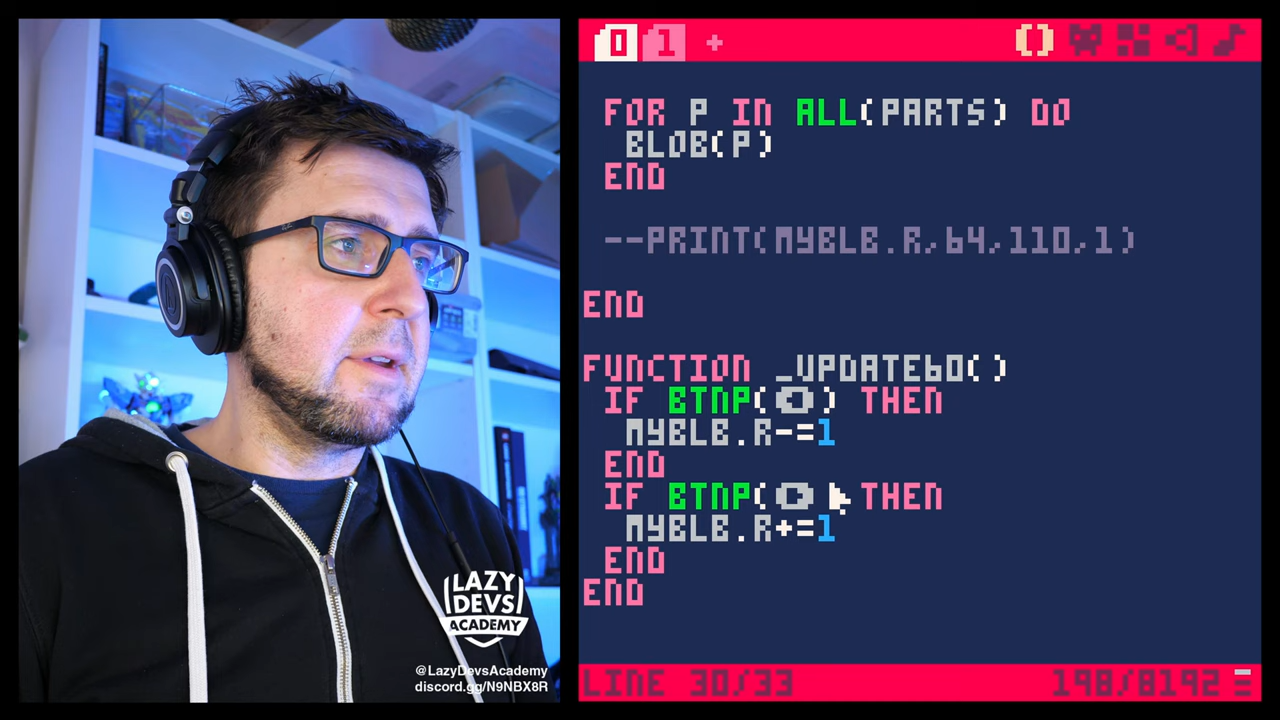 0 1 +
FOR P IN ALL(PARTS) DO
BLOB(P)
END
--PRINT(MYBLB.R,64,110,1)
END
FUNCTION _UPDATE60()
IF BTNP(⬅️) THEN
MYBLB.R-=1
END
IF BTNP(➡️ THEN
MYBLB.R+=1
END
END
LINE 30/33 198/8192
LAZY
DEVS
ACADEMY
@LazyDevsAcademy
discord.gg/N9NBX8R